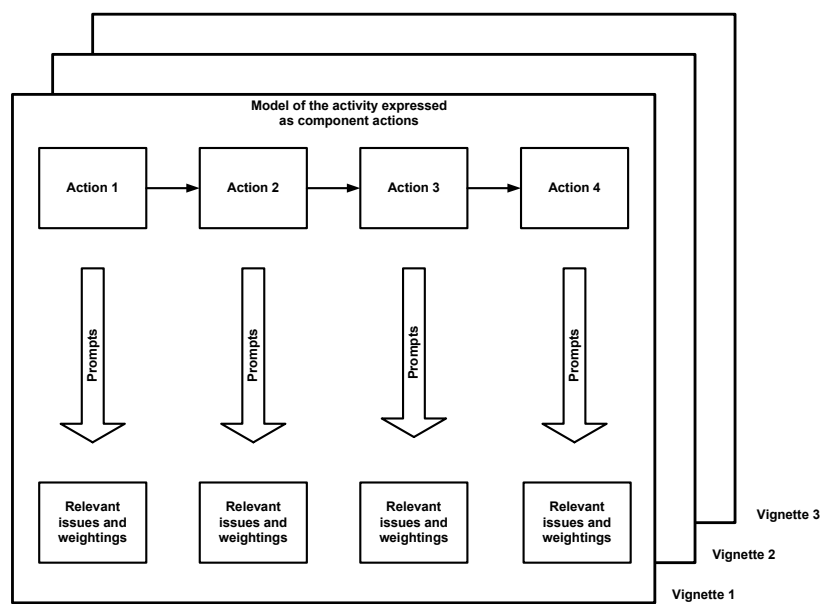 Model of the activity expressed
as component actions
Action 1
Action 2
Action 3
Action 4
Prompts
Prompts
Prompts
Prompts
Relevant
issues and
weightings
Relevant
issues and
weightings
Relevant
issues and
weightings
Relevant
issues and
weightings
Vignette 3
Vignette 2
Vignette 1